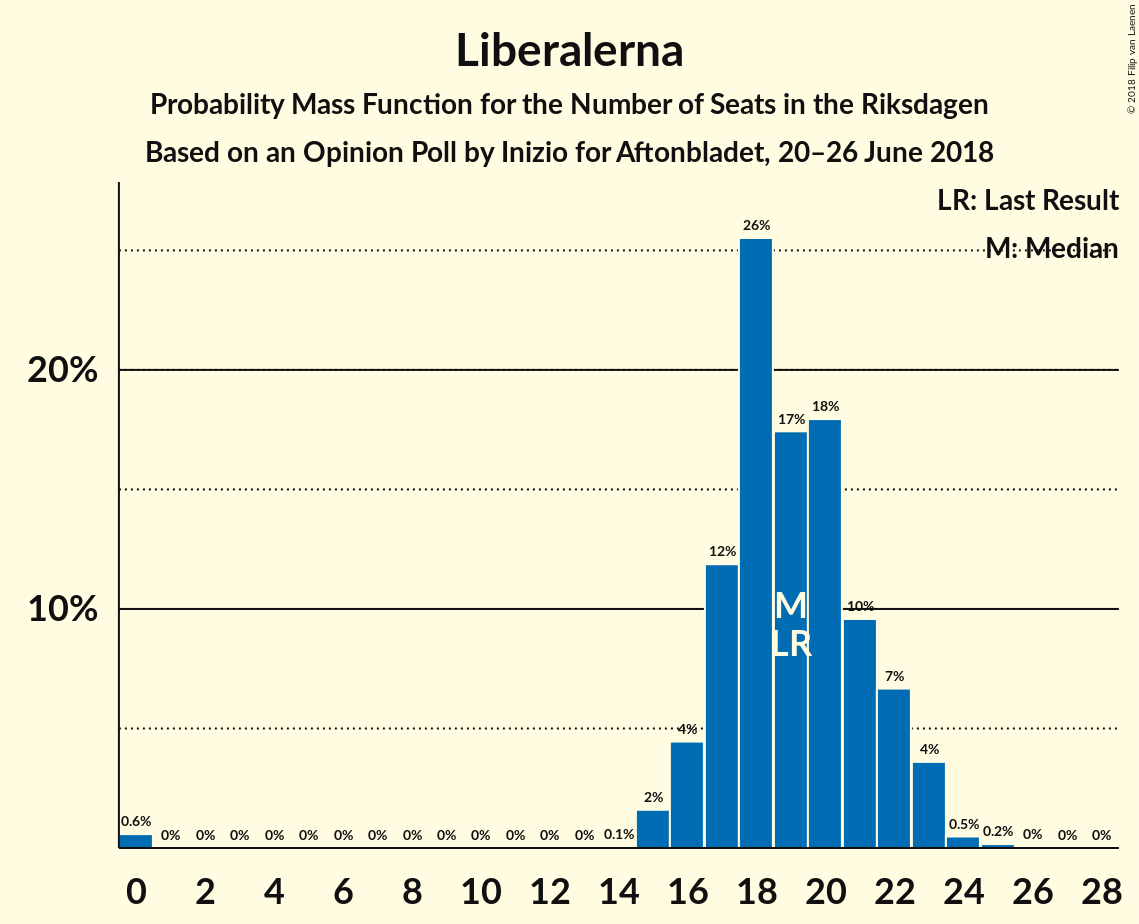 Liberalerna
Probability Mass Function for the Number of Seats in the Riksdagen
Based on an Opinion Poll by Inizio for Aftonbladet, 20–26 June 2018
© 2018 Filip van Laenen
LR: Last Result
M: Median
26%
20%
18%
17%
12%
10%
10%
M
LR
7%
4%
4%
2%
0.6% 0% 0% 0% 0% 0% 0% 0% 0% 0% 0% 0% 0% 0% 0.1% 0.5% 0.2% 0% 0% 0%
0 2 4 6 8 10 12 14 16 18 20 22 24 26 28